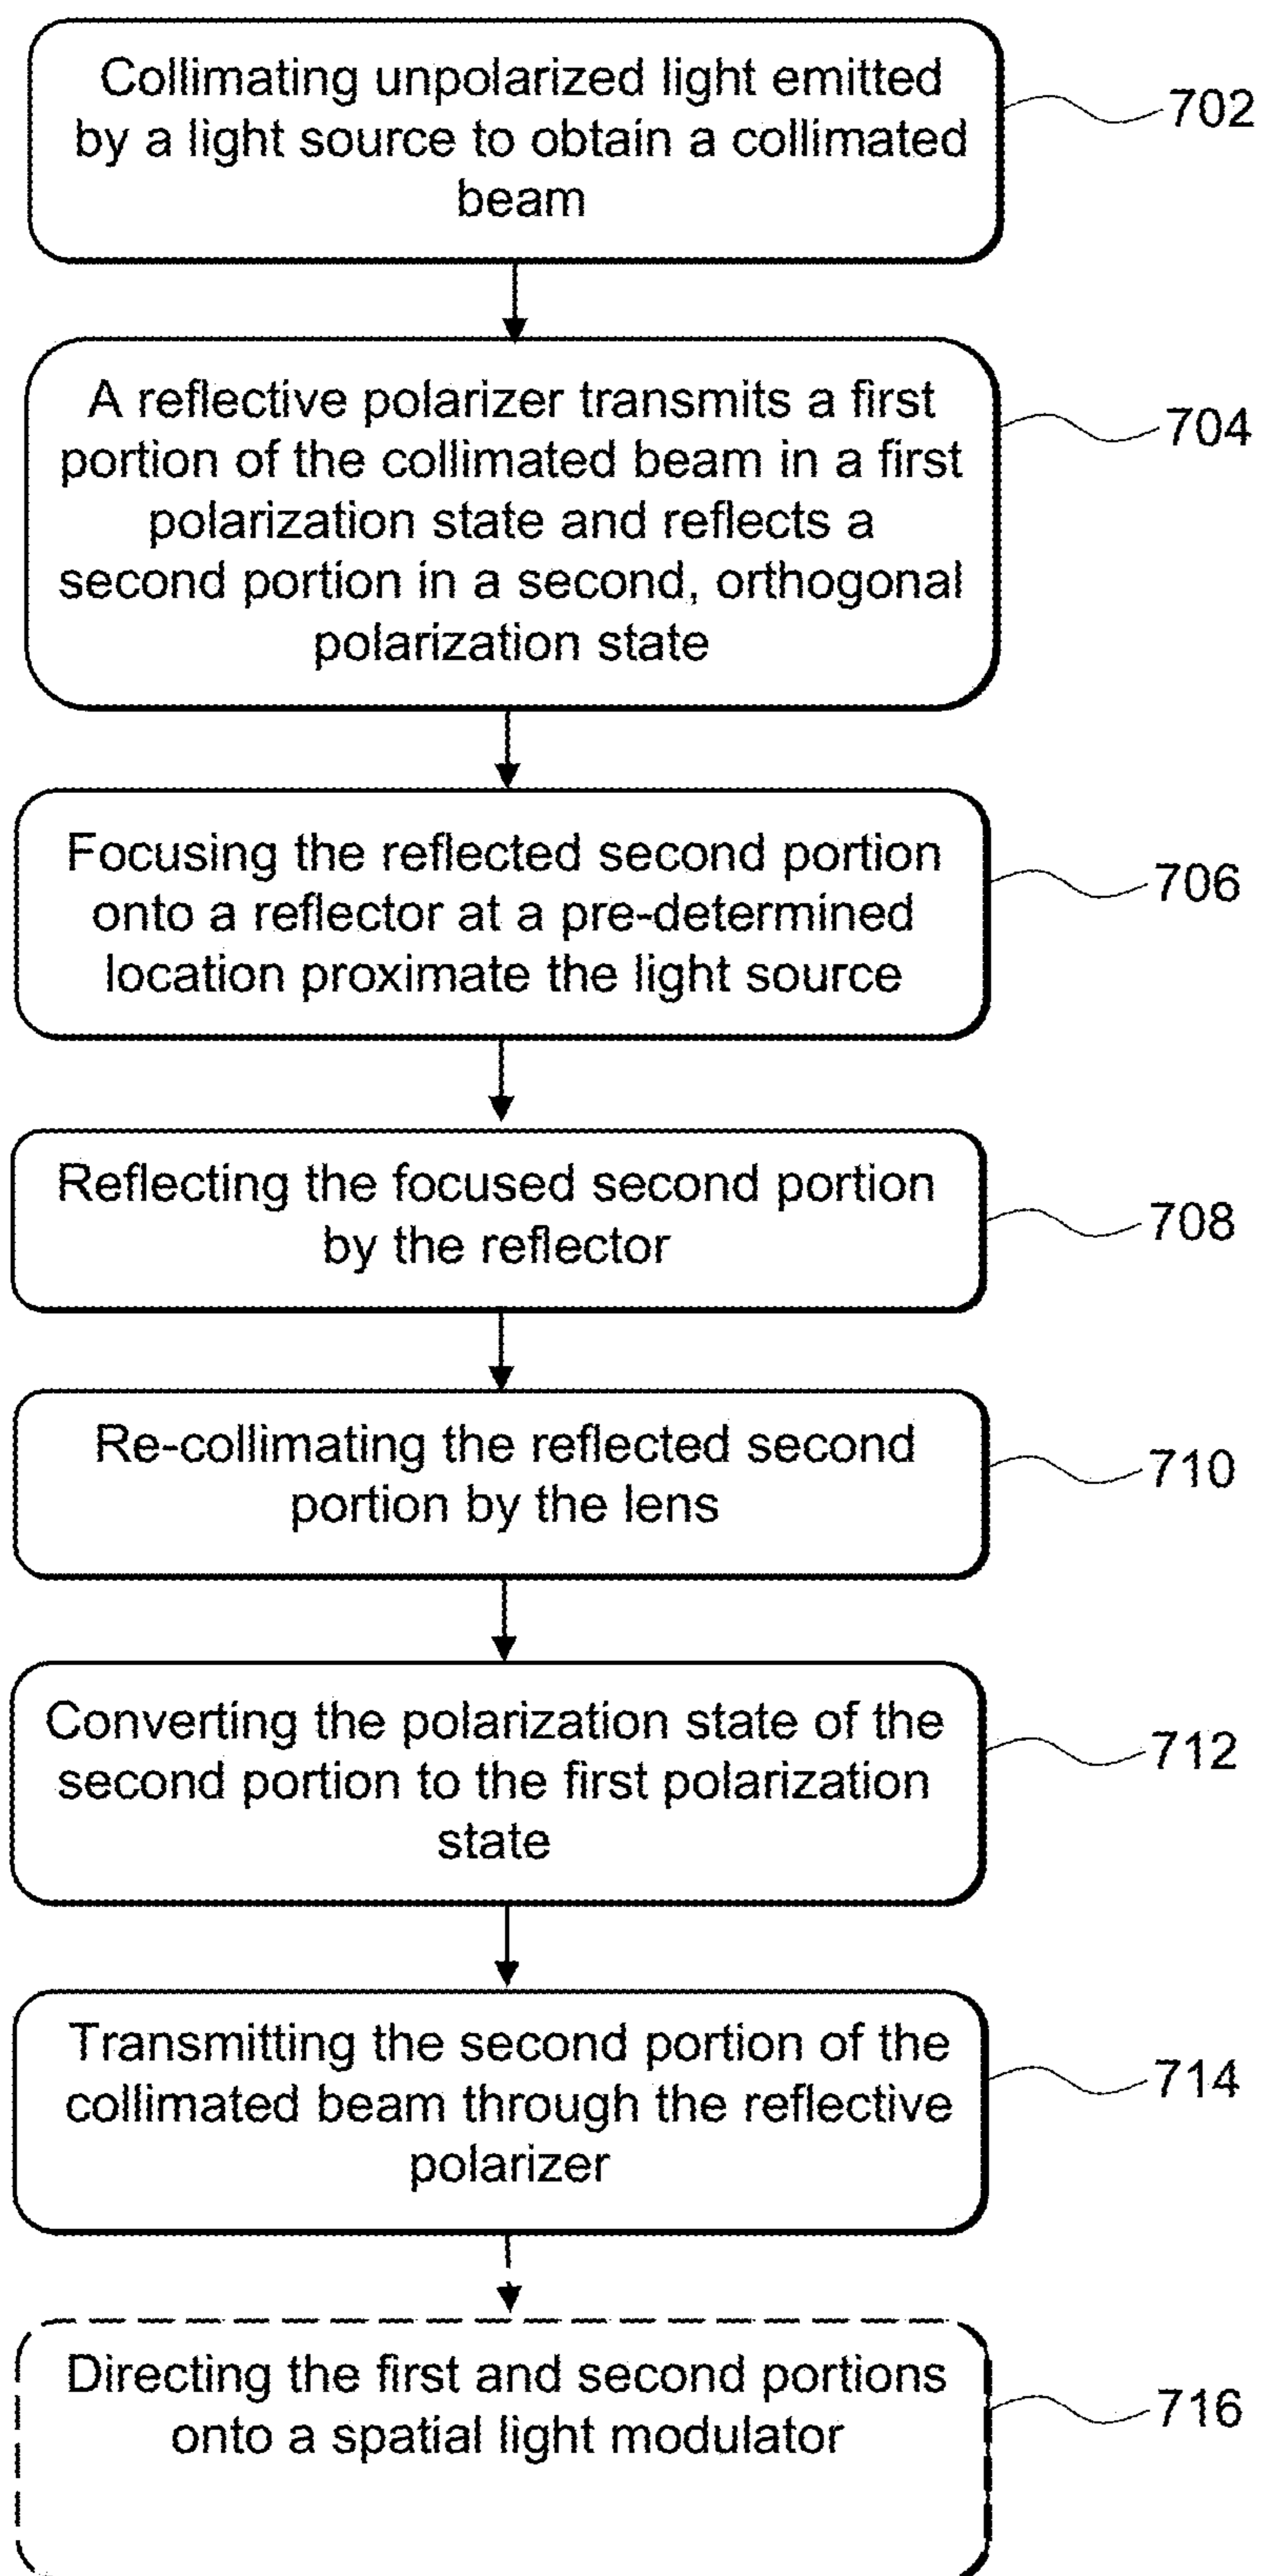 Collimating unpolarized light emitted
by a light source to obtain a collimated
beam
702
A reflective polarizer transmits a first
portion of the collimated beam in a first
polarization state and reflects a
second portion in a second, orthogonal
polarization state
704
Focusing the reflected second portion
onto a reflector at a pre-determined
location proximate the light source
706
Reflecting the focused second portion
by the reflector
708
Re-collimating the reflected second
portion by the lens
710
Converting the polarization state of the
second portion to the first polarization
state
712
Transmitting the second portion of the
collimated beam through the reflective
polarizer
714
Directing the first and second portions
onto a spatial light modulator
716